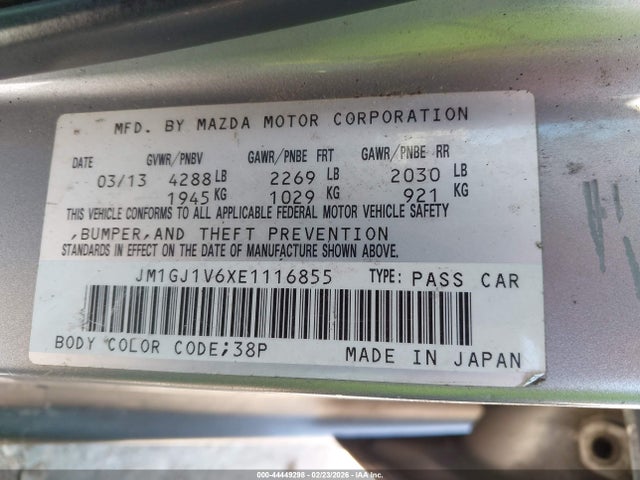 MFD. BY MAZDA MOTOR CORPORATION
DATE GVWR/PNBV GAWR/PNBE FRT GAWR/PNBE RR
03/13 4288 LB 2269 LB 2030 LB
1945 KG 1029 KG 921 KG
THIS VEHICLE CONFORMS TO ALL APPLICABLE FEDERAL MOTOR VEHICLE SAFETY
,BUMPER,AND THEFT PREVENTION
STANDARDS IN EFFECT ON THE DATE OF MANUFACTURE SHOWN ABOVE.
JM1GJ1V6XE1116855 TYPE: PASS CAR
BODY COLOR CODE;38P MADE IN JAPAN
000-44449298 - 02/23/2026 - IAA Inc.